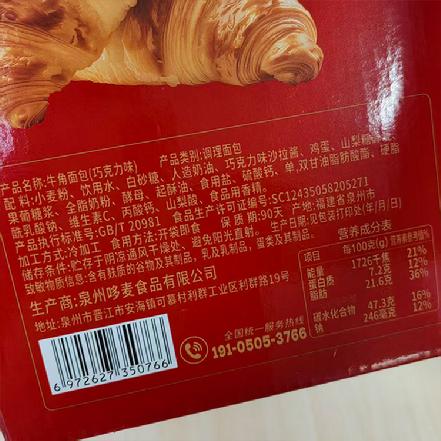 产品名称:牛角面包(巧克力味) 产品类别:调理面包
配料:小麦粉、饮用水、白砂糖、人造奶油、巧克力味沙拉酱、鸡蛋、山梨糖
果葡糖浆、全脂奶粉、酵母、起酥油、食用盐、硫酸钙、单,双甘油脂肪酸酯、硬脂
酰乳酸钠、维生素C、丙酸钙、山梨酸、食品用香精。
产品执行标准号:GB/T 20981 食品生产许可证编号:SC12435058205271
加工方式:冷加工 食用方法:开袋即食 保质期:90天 产地:福建省泉州市
储存条件:贮存于阴凉通风干燥处、避免阳光直射。生产日期:见包装打印处(年/月/日)
致敏物质信息:含有麸质的谷物及其制品,乳及乳制品,蛋类及其制品。
生产商:泉州哆麦食品有限公司
地址:泉州市晋江市安海镇可慕村利群工业区利群路19号
全国统一服务热线
191-0505-3766
6 972627 350766
营养成分表
项目 每100克(g) 营养素参考值%
能量 1726千焦 21%
蛋白质 7.2克 12%
脂肪 21.6克 36%
碳水化合物 47.3克 16%
钠 246毫克 12%